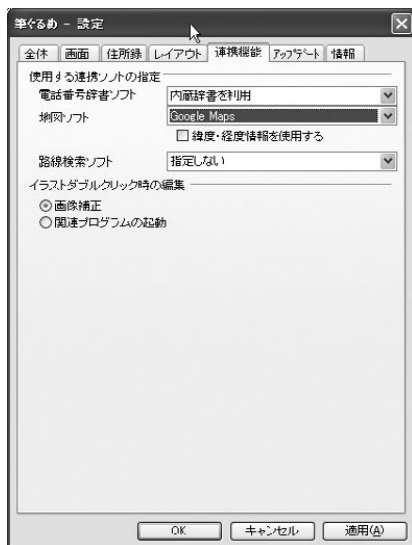 筆ぐるめ - 設定
全体 画面 住所録 レイアウト 連携機能 アップデート 情報
使用する連携ソフトの指定
電話番号辞書ソフト 内蔵辞書を利用
地図ソフト Google Maps
緯度・経度情報を使用する
路線検索ソフト 指定しない
イラストダブルクリック時の編集
画像補正
関連プログラムの起動
OK キャンセル 適用(A)